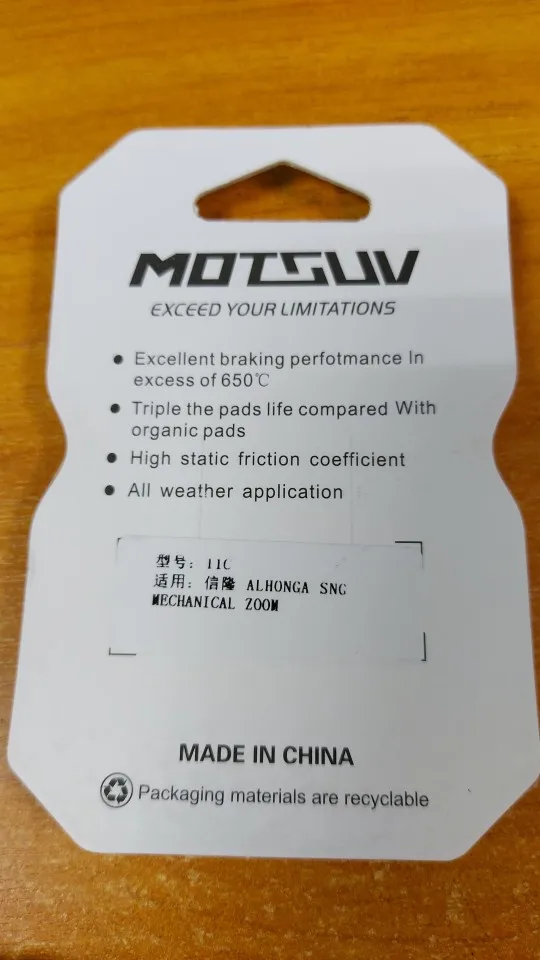 MOTSUV
EXCEED YOUR LIMITATIONS
● Excellent braking perfotmance In
excess of 650℃
● Triple the pads life compared With
organic pads
● High static friction coefficient
● All weather application
型号: 11C
适用: 信隆 ALHONGA SNG
MECHANICAL ZOOM
MADE IN CHINA
Packaging materials are recyclable